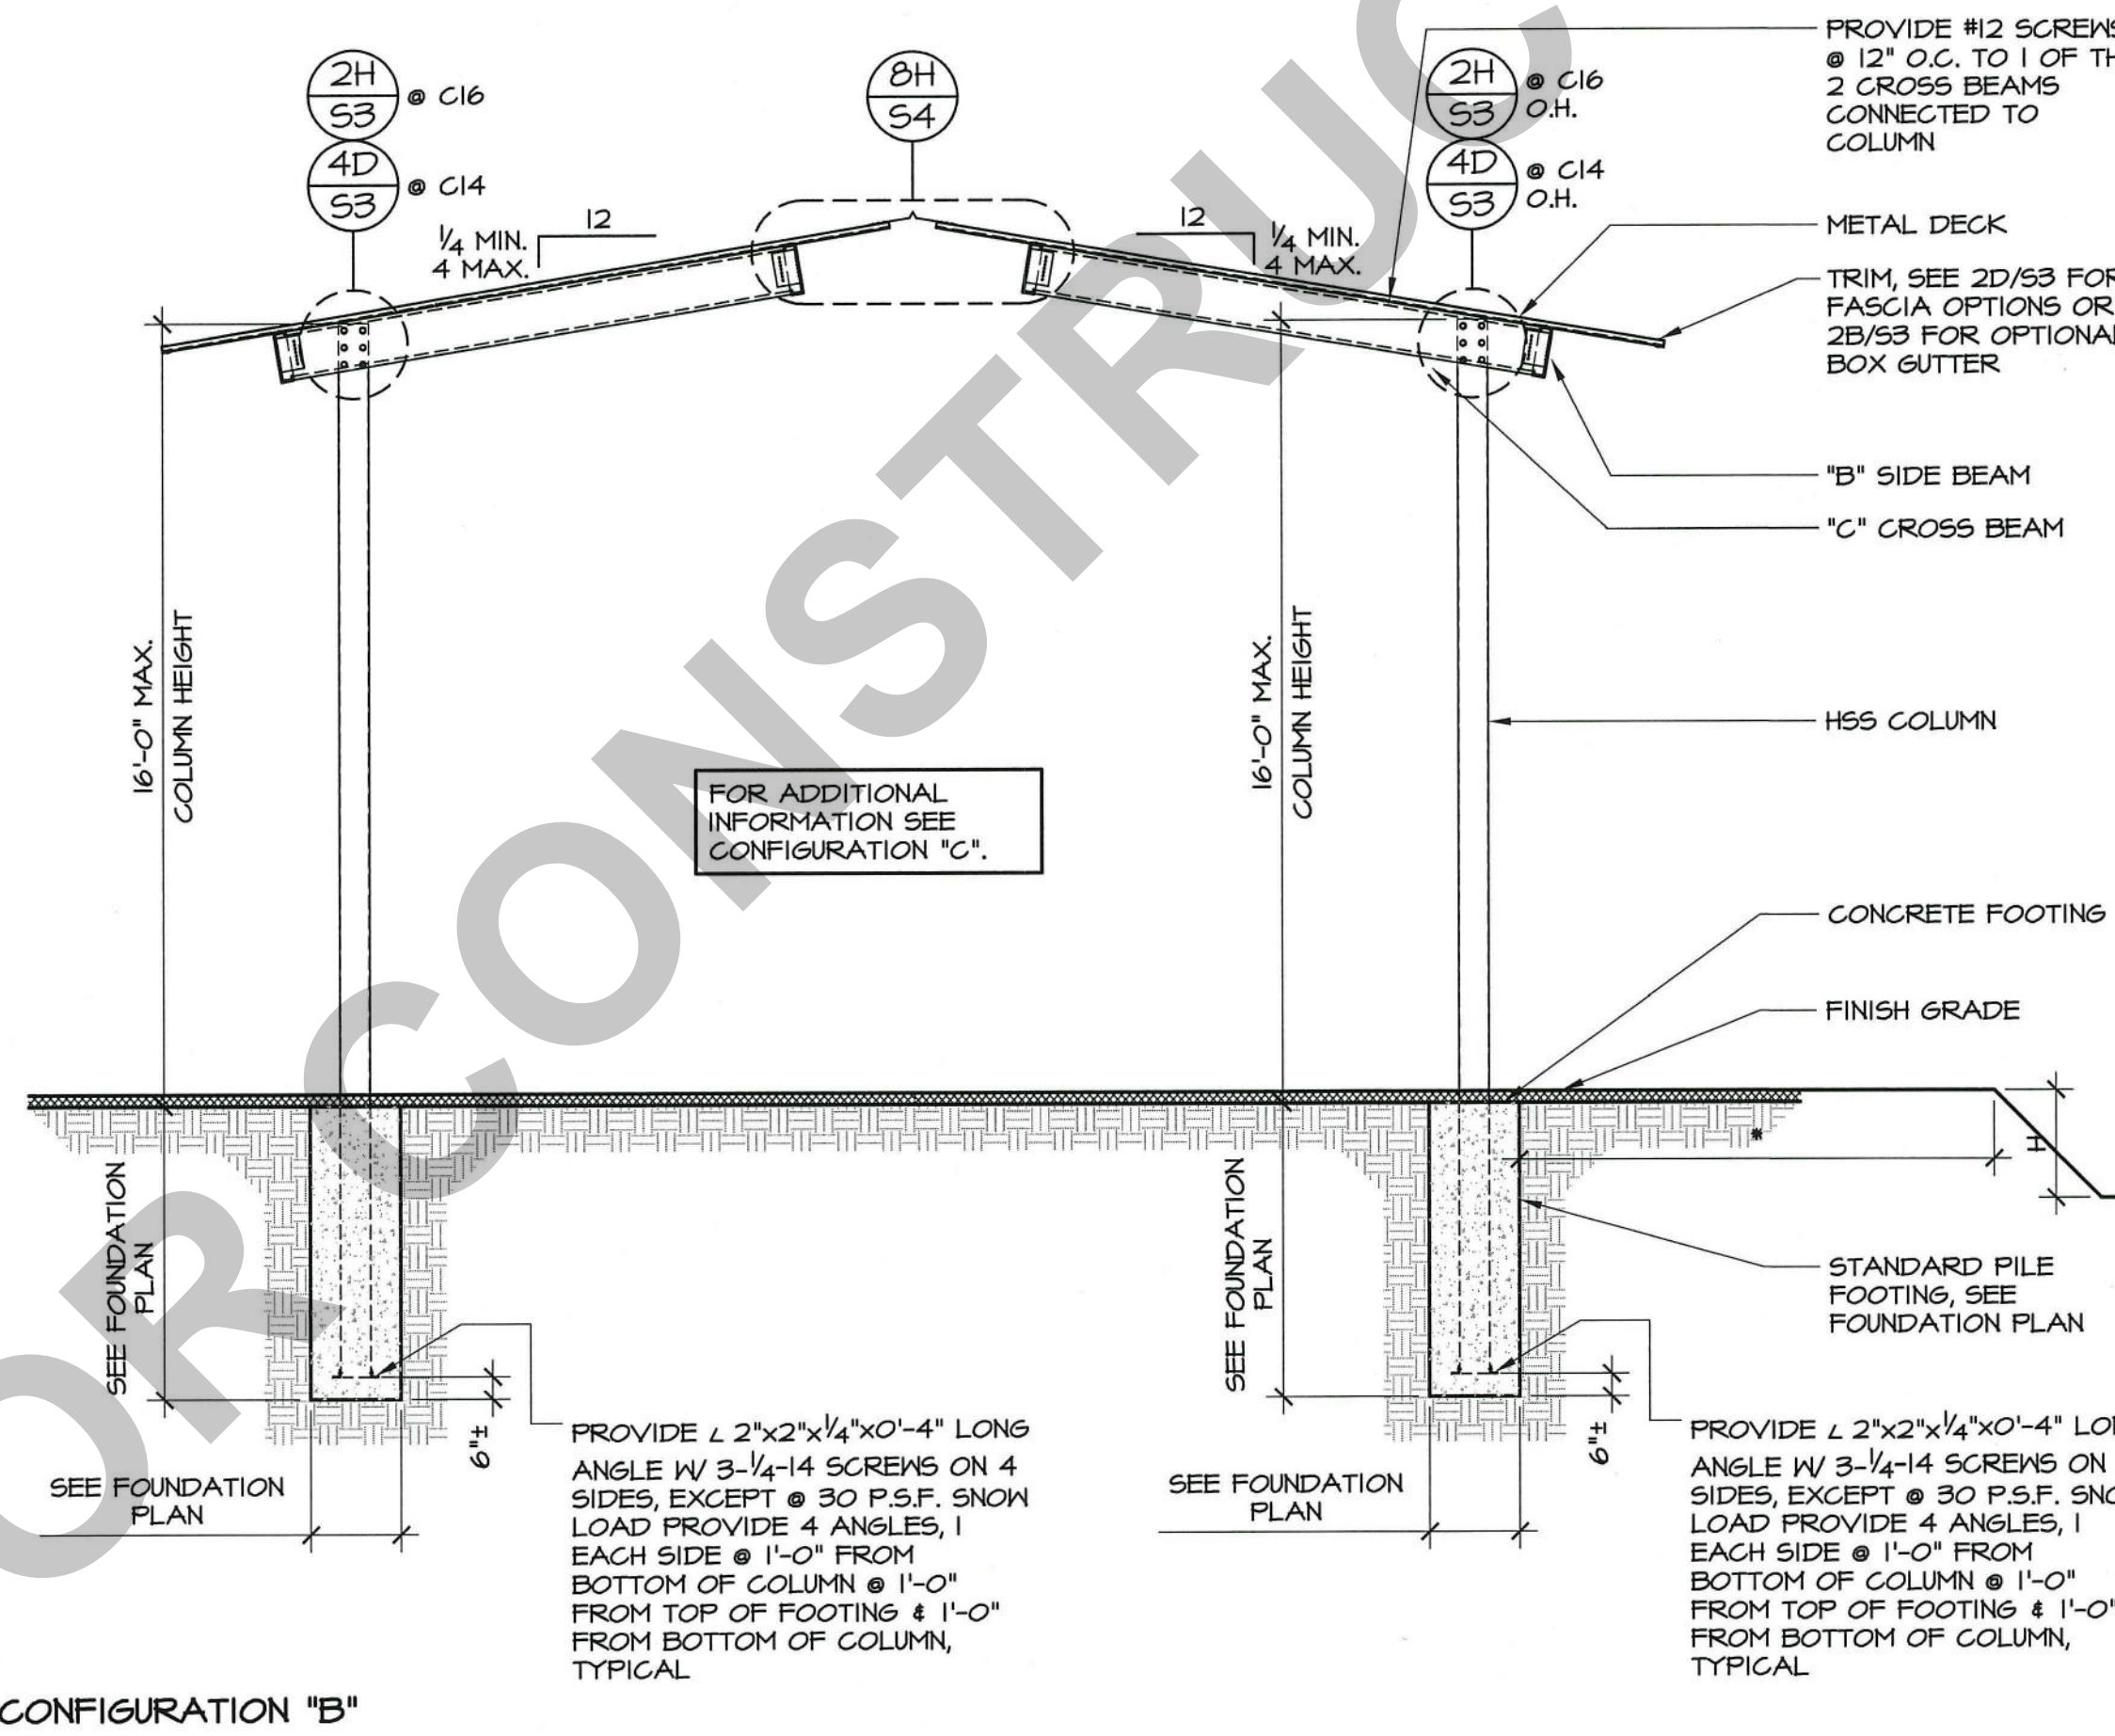 2H
S3
@ C16
4D
S3
@ C14
8H
S4
2H
S3
@ C16
O.H.
4D
S3
@ C14
O.H.
PROVIDE #12 SCREWS
@ 12" O.C. TO 1 OF
2 CROSS BEAMS
CONNECTED TO
COLUMN
12
1/4 MIN.
4 MAX.
12
1/4 MIN.
4 MAX.
METAL DECK
TRIM, SEE 2D/S3 FOR
FASCIA OPTIONS OR
2B/S3 FOR OPTIONAL
BOX GUTTER
"B" SIDE BEAM
"C" CROSS BEAM
16'-0" MAX.
COLUMN HEIGHT
16'-0" MAX.
COLUMN HEIGHT
HSS COLUMN
FOR ADDITIONAL
INFORMATION SEE
CONFIGURATION "C".
CONCRETE FOOTING
FINISH GRADE
*
H
SEE FOUNDATION
PLAN
SEE FOUNDATION
PLAN
STANDARD PILE
FOOTING, SEE
FOUNDATION PLAN
6"±
6"±
SEE FOUNDATION
PLAN
SEE FOUNDATION
PLAN
PROVIDE ∠ 2"x2"x1/4"x0'-4" LONG
ANGLE W/ 3-1/4-14 SCREWS ON 4
SIDES, EXCEPT @ 30 P.S.F. SNOW
LOAD PROVIDE 4 ANGLES, 1
EACH SIDE @ 1'-0" FROM
BOTTOM OF COLUMN @ 1'-0"
FROM TOP OF FOOTING & 1'-0"
FROM BOTTOM OF COLUMN,
TYPICAL
PROVIDE ∠ 2"x2"x1/4"x0'-4"
ANGLE W/ 3-1/4-14 SCREWS ON
SIDES, EXCEPT @ 30 P.S.F.
LOAD PROVIDE 4 ANGLES, 1
EACH SIDE @ 1'-0" FROM
BOTTOM OF COLUMN @ 1'-0"
FROM TOP OF FOOTING & 1'-0"
FROM BOTTOM OF COLUMN,
TYPICAL
CONFIGURATION "B"
OR CONSTRUC